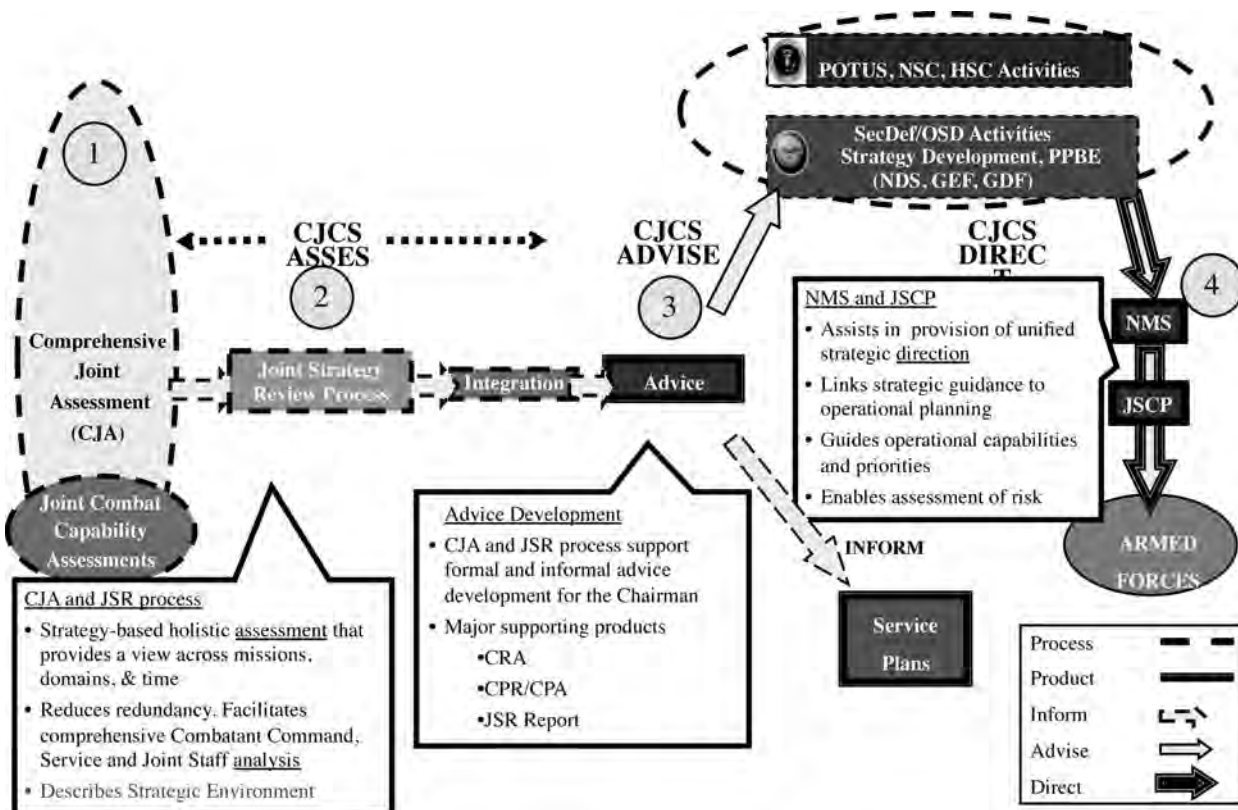 POTUS, NSC, HSC Activities
SecDef/OSD Activities
Strategy Development, PPBE
(NDS, GEF, GDF)
1
CJCS
ASSES
2
CJCS
ADVISE
3
CJCS
DIREC
T
4
Comprehensive
Joint
Assessment
(CJA)
Joint Strategy
Review Process
Integration
Advice
NMS and JSCP
• Assists in provision of unified
strategic direction
• Links strategic guidance to
operational planning
• Guides operational capabilities
and priorities
• Enables assessment of risk
NMS
JSCP
Joint Combat
Capability
Assessments
INFORM
ARMED
FORCES
CJA and JSR process
• Strategy-based holistic assessment that
provides a view across missions,
domains, & time
• Reduces redundancy. Facilitates
comprehensive Combatant Command,
Service and Joint Staff analysis
• Describes Strategic Environment
Advice Development
• CJA and JSR process support
formal and informal advice
development for the Chairman
• Major supporting products
•CRA
•CPR/CPA
•JSR Report
Service
Plans
Process
Product
Inform
Advise
Direct